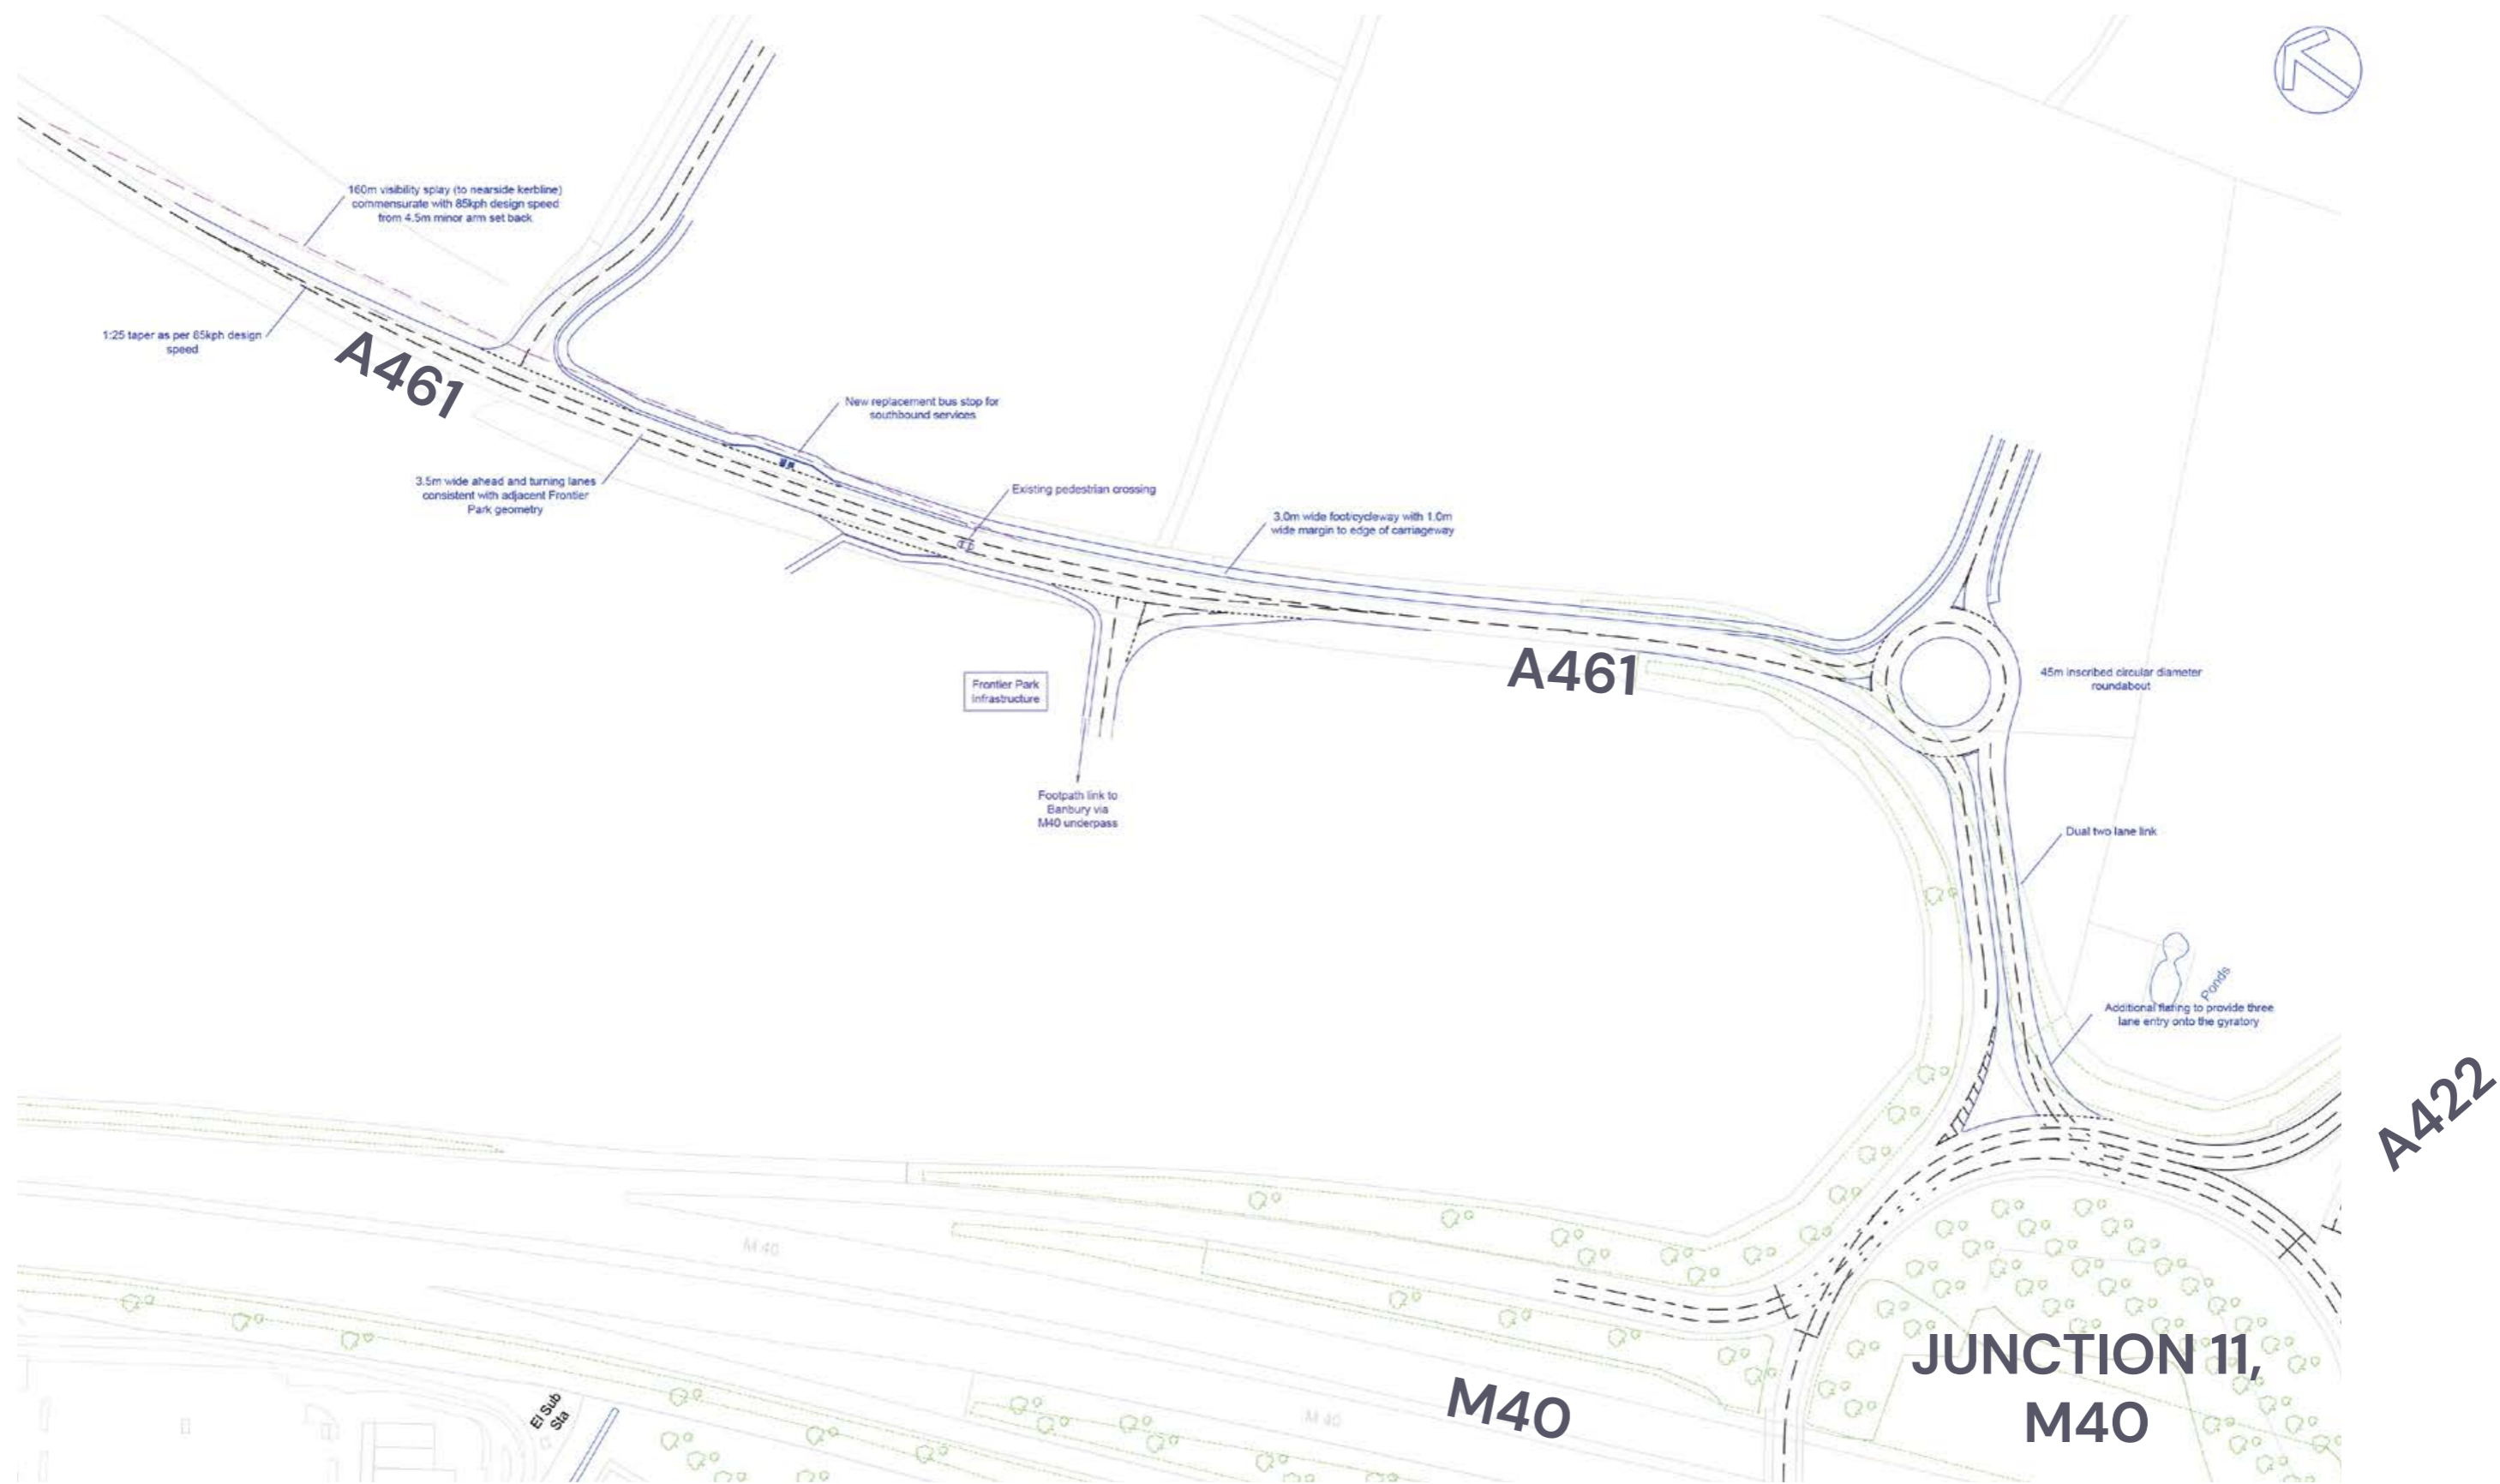 160m visibility splay (to nearside kerbline)
commensurate with 85kph design speed
from 4.5m minor arm set back
1:25 taper as per 85kph design
speed
A461
New replacement bus stop for
southbound services
3.5m wide ahead and turning lanes
consistent with adjacent Frontier
Park geometry
Existing pedestrian crossing
3.0m wide foot/cycleway with 1.0m
wide margin to edge of carriageway
A461
Frontier Park
Infrastructure
45m inscribed circular diameter
roundabout
Footpath link to
Banbury via
M40 underpass
Dual two lane link
Ponds
Additional flaring to provide three
lane entry onto the gyratory
A422
M40
El Sub
Sta
M40
M40
JUNCTION 11,
M40